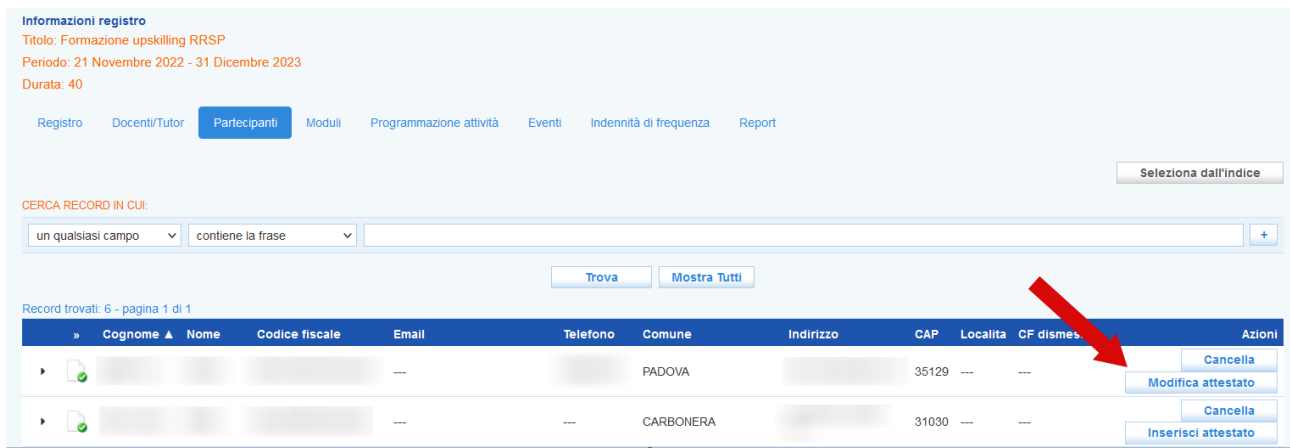 Informazioni registro
Titolo: Formazione upskilling RRSP
Periodo: 21 Novembre 2022 - 31 Dicembre 2023
Durata: 40
Registro Docenti/Tutor Partecipanti Moduli Programmazione attività Eventi Indennità di frequenza Report
Seleziona dall'indice
CERCA RECORD IN CUI:
un qualsiasi campo contiene la frase +
Trova Mostra Tutti
Record trovati: 6 - pagina 1 di 1
» Cognome ▲ Nome Codice fiscale Email Telefono Comune Indirizzo CAP Localita CF Azioni
Cancella
--- PADOVA 35129 --- ---
Modifica attestato
Cancella
--- --- CARBONERA 31030 --- ---
Inserisci attestato